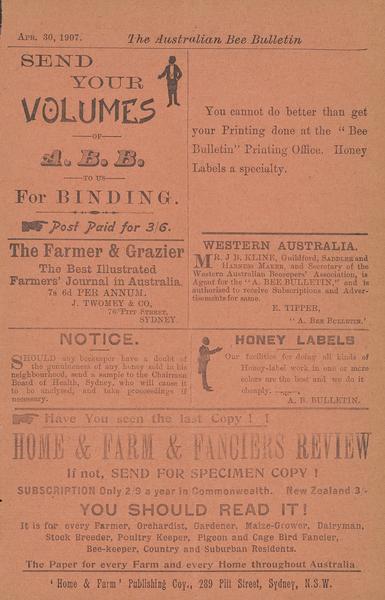 APR. 30, 1907. The Australian Bee Bulletin
SEND
YOUR
VOLUMES
OF
A. B. B.
TO US
For BINDING.
Post Paid for 3/6.
You cannot do better than get
your Printing done at the "Bee
Bulletin" Printing Office. Honey
Labels a specialty.
The Farmer & Grazier
The Best Illustrated
Farmers' Journal in Australia.
7s 6d PER ANNUM.
J. TWOMEY & CO,
76 PITT STREET,
SYDNEY
WESTERN AUSTRALIA.
MR. J B. KLINE, Guildford, SADDLER and
HARNESS MAKER, and Secretary of the
Western Australian Beekeepers' Association, is
Agent for the "A. BEE BULLETIN," and is
authorised to receive Subscriptions and Adver-
tisements for same.
E. TIPPER,
"A. BEE BULLETIN.'
NOTICE.
SHOULD any beekeeper have a doubt of
the genuineness of any honey sold in his
neighbourhood, send a sample to the Chairman
Board of Health, Sydney, who will cause it
to be analysed, and take proceedings if
necessary.
HONEY LABELS
Our facilities for doing all kinds of
Honey-label work in one or more
colors are the best and we do it
cheaply.
A. B. BULLETIN.
Have You seen the last Copy ! !
HOME & FARM & FANCIERS REVIEW
If not, SEND FOR SPECIMEN COPY !
SUBSCRIPTION Only 2/9 a year in Commonwealth. New Zealand 3/-
YOU SHOULD READ IT!
It is for every Farmer, Orchardist, Gardener, Maize-Grower, Dairyman,
Stock Breeder, Poultry Keeper, Pigeon and Cage Bird Fancier,
Bee-keeper, Country and Suburban Residents.
The Paper for every Farm and every Home throughout Australia
'Home & Farm' Publishing Coy., 289 Pitt Street, Sydney, N.S.W.